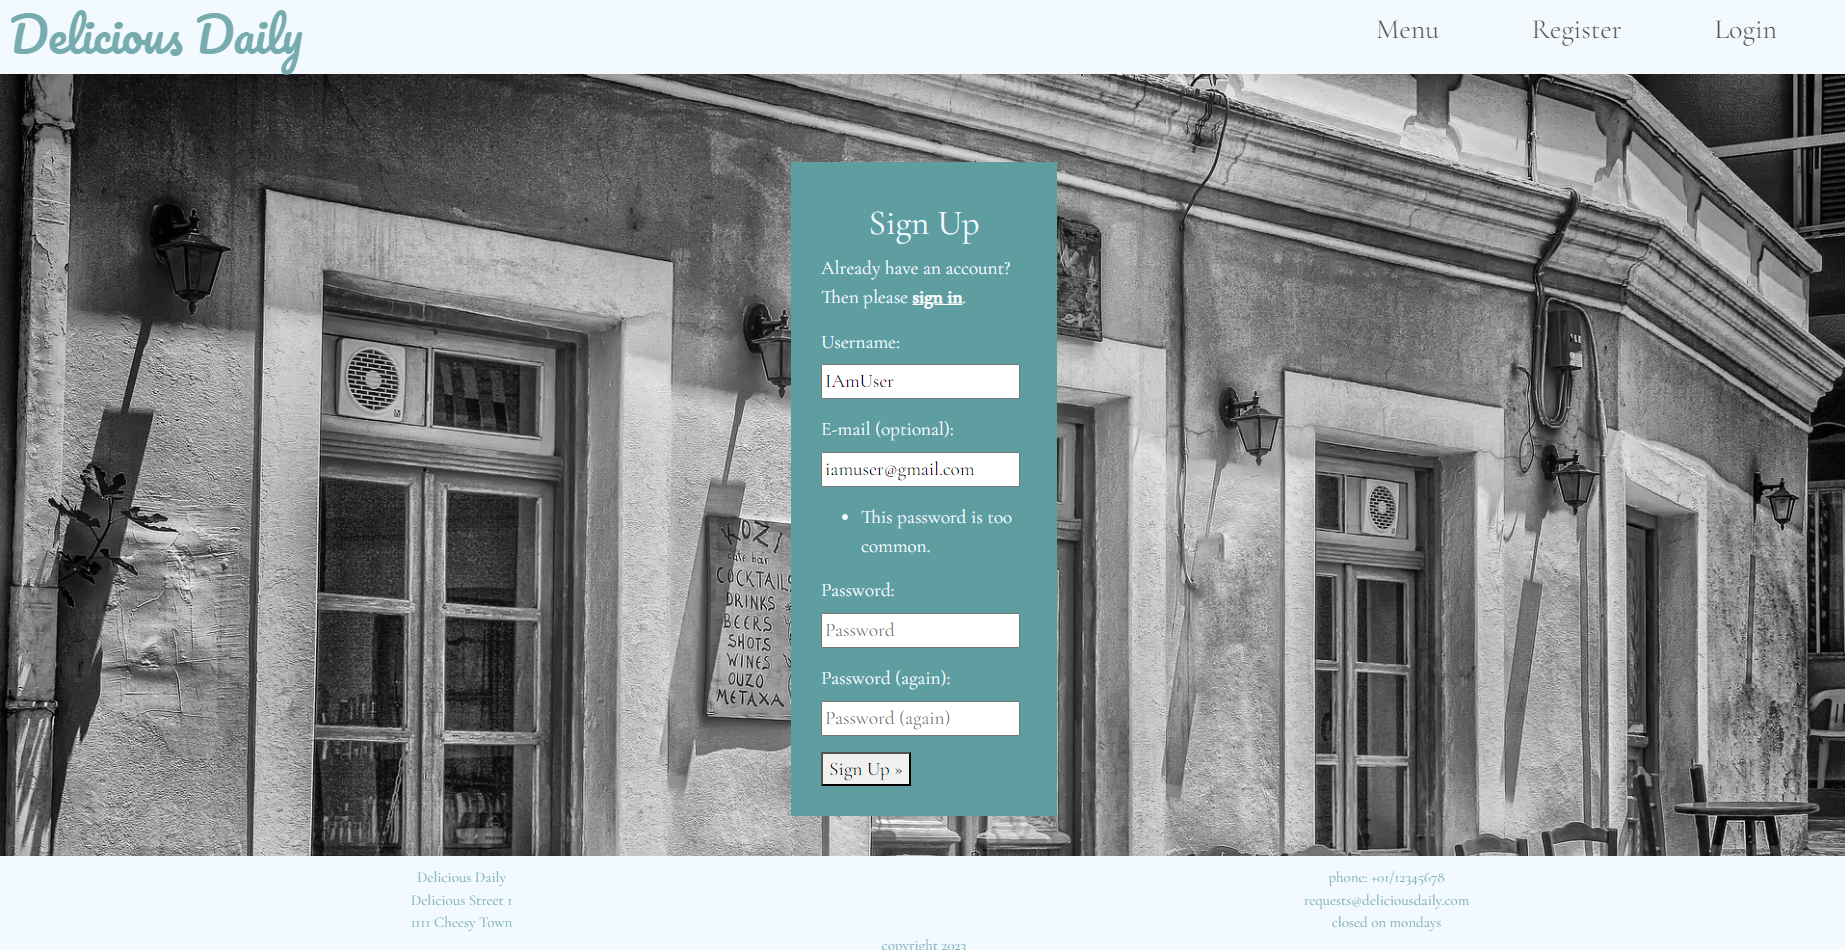 Delicious Daily
Menu
Register
Login
Sign Up
Already have an account?
Then please sign in.
Username:
IAmUser
E-mail (optional):
iamuser@gmail.com
• This password is too
common.
Password:
Password
Password (again):
Password (again)
Sign Up »
KOZI
cafe bar
COCKTAILS
DRINKS
BEERS
SHOTS
WINES
OUZO
METAXA
Delicious Daily
Delicious Street 1
1111 Cheesy Town
phone: +01/12345678
requests@deliciousdaily.com
closed on mondays
copyright 2023